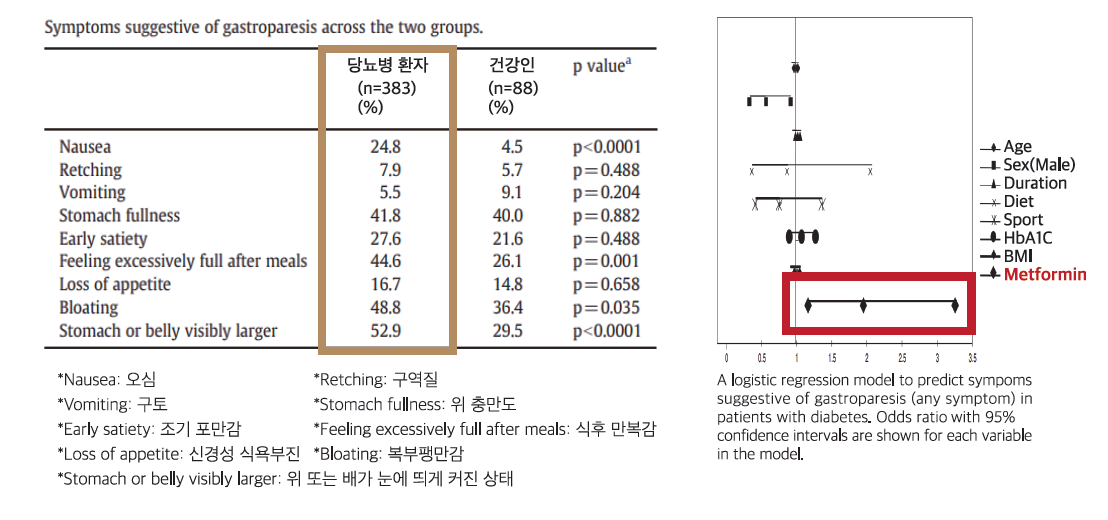 Symptoms suggestive of gastroparesis across the two groups.
당뇨병 환자 (n=383) (%) 건강인 (n=88) (%) p valueᵃ
Nausea 24.8 4.5 p<0.0001
Retching 7.9 5.7 p=0.488
Vomiting 5.5 9.1 p=0.204
Stomach fullness 41.8 40.0 p=0.882
Early satiety 27.6 21.6 p=0.488
Feeling excessively full after meals 44.6 26.1 p=0.001
Loss of appetite 16.7 14.8 p=0.658
Bloating 48.8 36.4 p=0.035
Stomach or belly visibly larger 52.9 29.5 p<0.0001
*Nausea: 오심 *Retching: 구역질
*Vomiting: 구토 *Stomach fullness: 위 충만도
*Early satiety: 조기 포만감 *Feeling excessively full after meals: 식후 만복감
*Loss of appetite: 신경성 식욕부진 *Bloating: 복부팽만감
*Stomach or belly visibly larger: 위 또는 배가 눈에 띄게 커진 상태
Age
Sex(Male)
Duration
Diet
Sport
HbA1C
BMI
Metformin
0 0.5 1 1.5 2 2.5 3 3.5
A logistic regression model to predict sympoms
suggestive of gastroparesis (any symptom) in
patients with diabetes. Odds ratio with 95%
confidence intervals are shown for each variable
in the model.